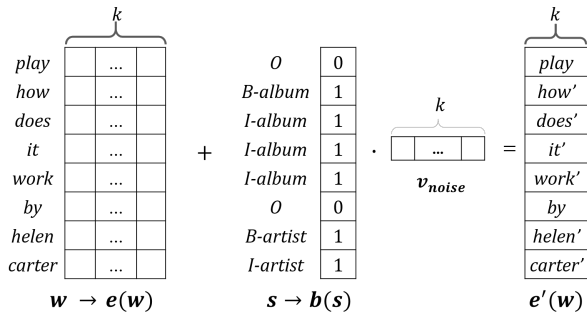 k k
play ... O 0 play
how ... B-album 1 how'
does ... I-album 1 k does'
it ... + I-album 1 · ... = it'
work ... I-album 1 v_noise work'
by ... O 0 by
helen ... B-artist 1 helen'
carter ... I-artist 1 carter'
w → e(w) s → b(s) e'(w)